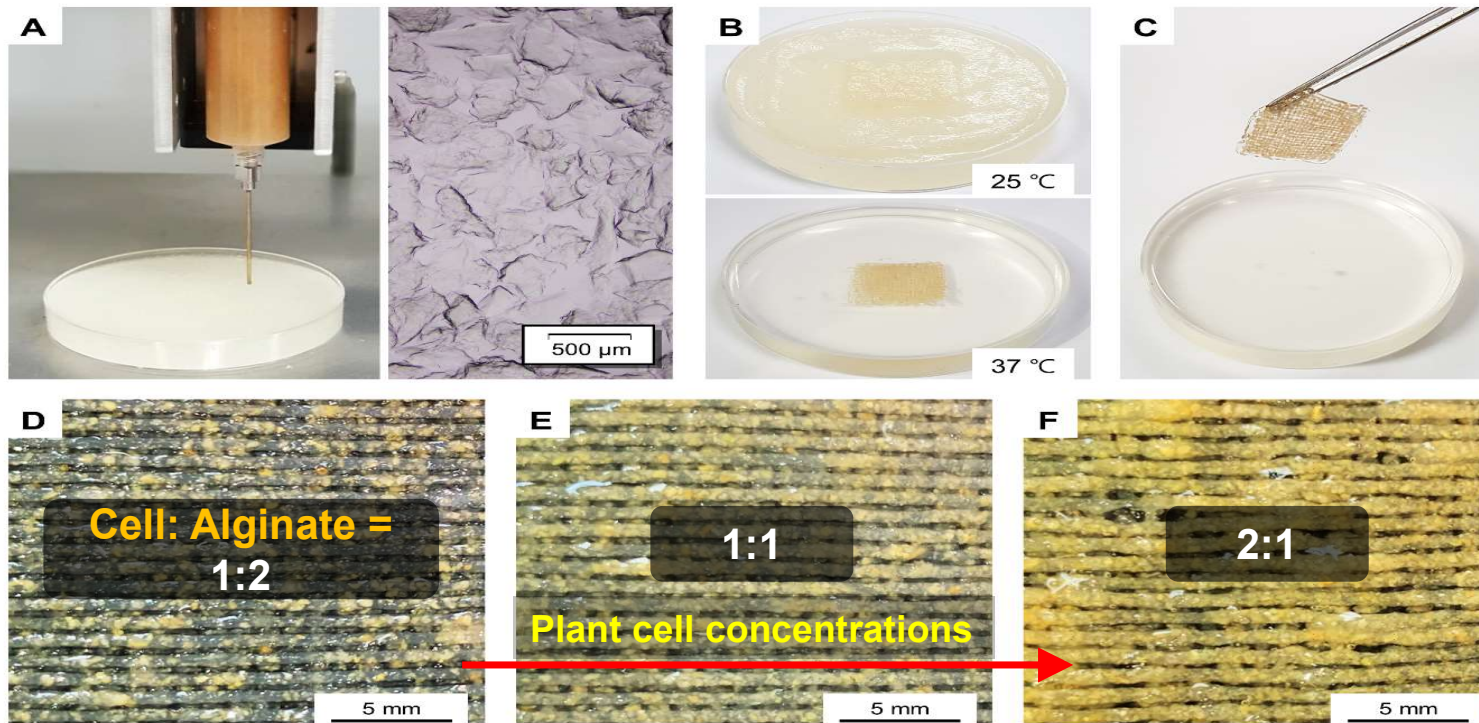 A
B
C
25 °C
500 μm
37 °C
D
E
F
Cell: Alginate =
1:2
1:1
2:1
Plant cell concentrations
5 mm
5 mm
5 mm